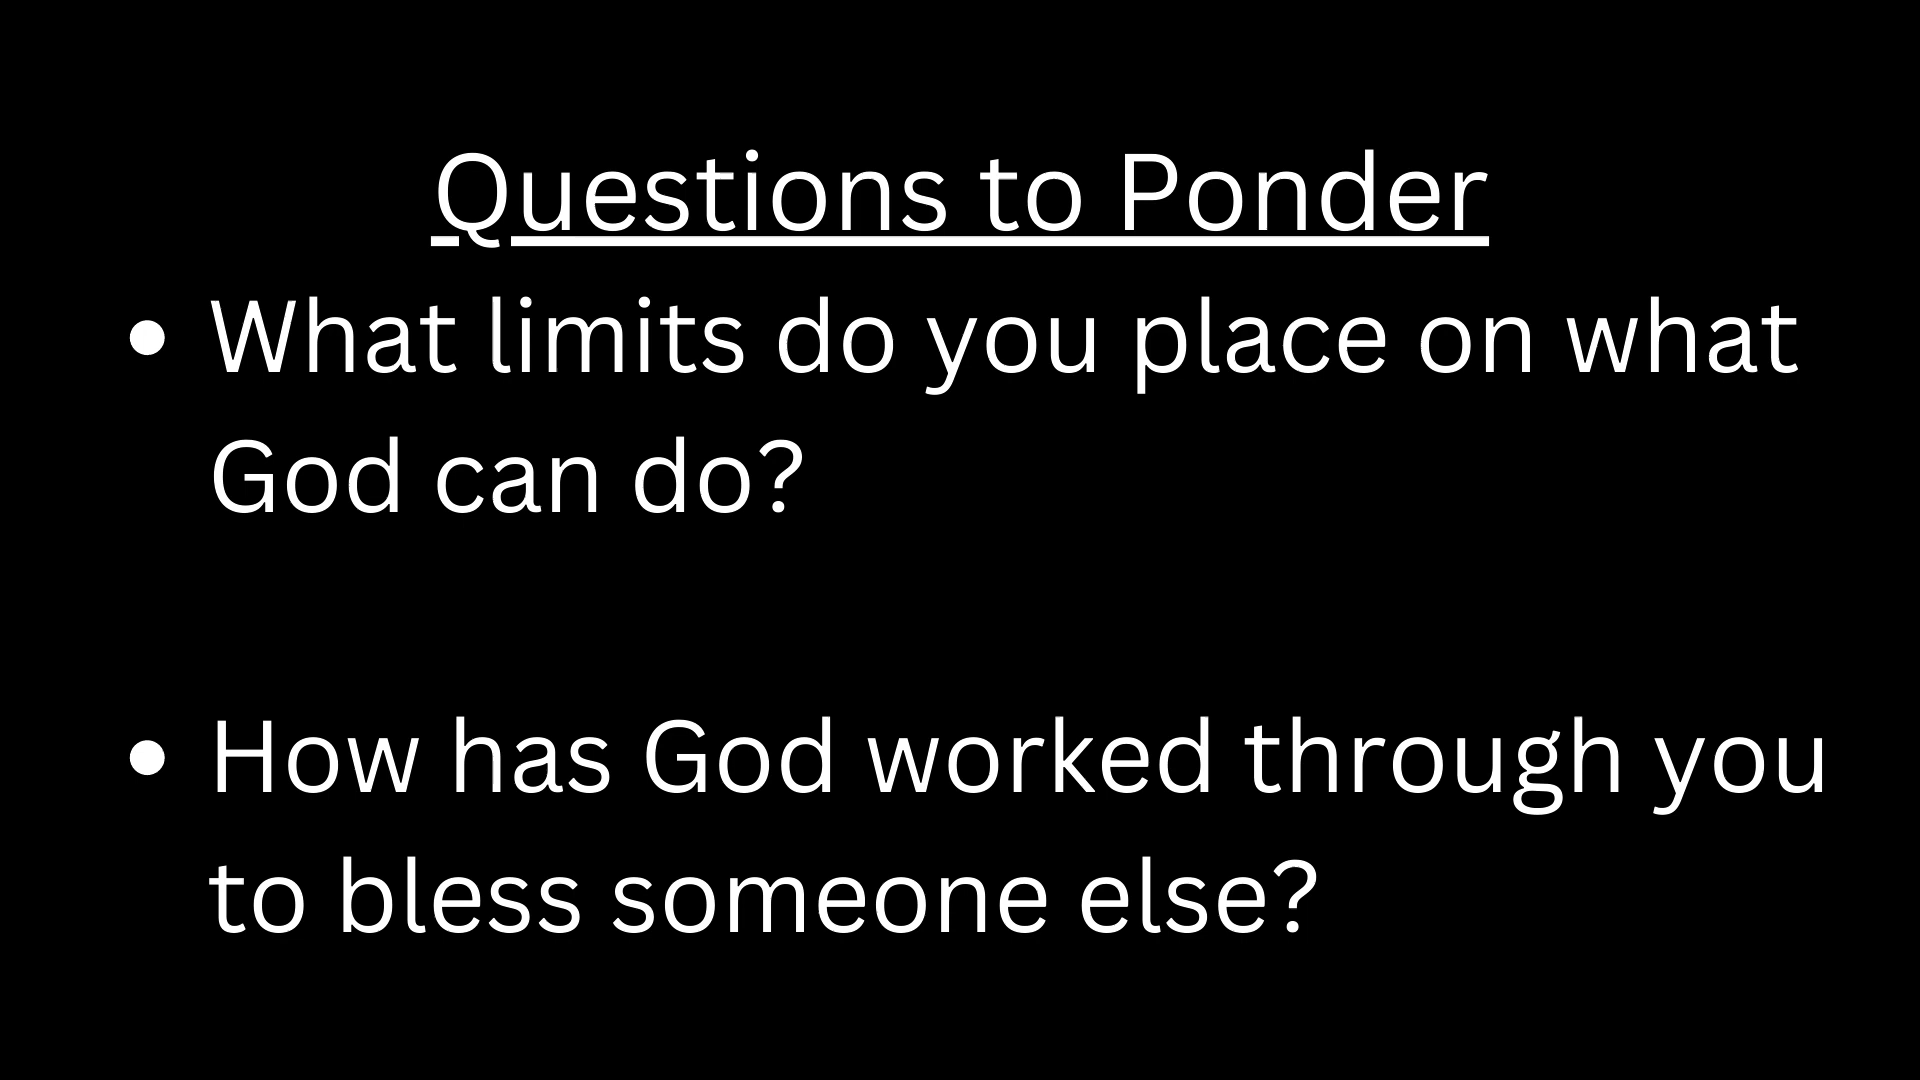 Questions to Ponder
• What limits do you place on what
God can do?
• How has God worked through you
to bless someone else?